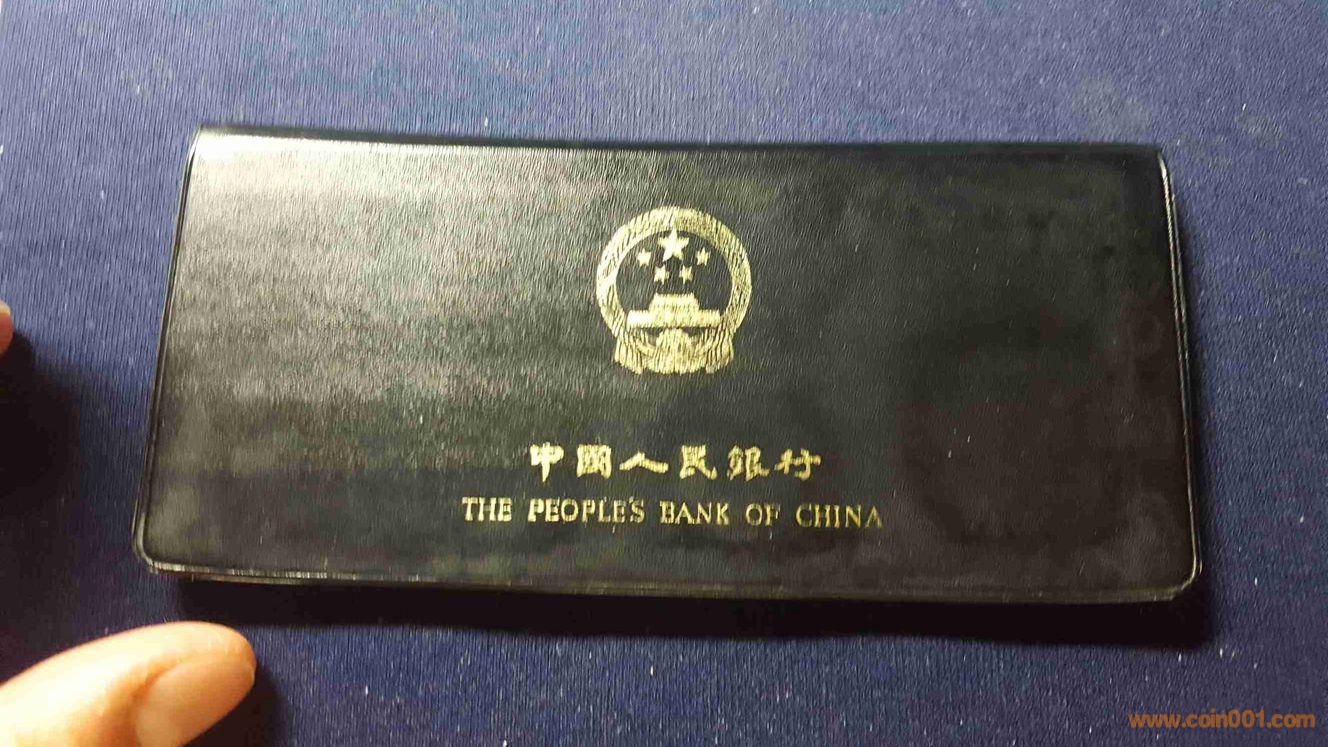 中國人民銀行
THE PEOPLE'S BANK OF CHINA
www.coin001.com